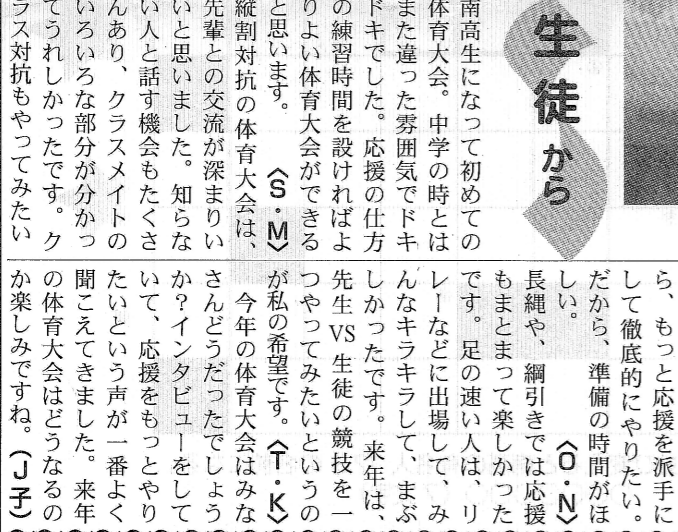 生徒から
南高生になって初めての
体育大会。中学の時とは
また違った雰囲気でドキ
ドキでした。応援の仕方
の練習時間を設ければよ
りよい体育大会ができる
と思います。〈S・M〉
縦割対抗の体育大会は、
先輩との交流が深まりい
いと思いました。知らな
い人と話す機会もたくさ
んあり、クラスメイトの
いろいろな部分が分かっ
てうれしかったです。ク
ラス対抗もやってみたい
ら、もっと応援を派手に
して徹底的にやりたい。
だから、準備の時間がほ
しい。〈O・N〉
長縄や、綱引きでは応援
もまとまって楽しかった
です。足の速い人は、リ
レーなどに出場して、み
んなキラキラして、まぶ
しかったです。来年は、
先生VS生徒の競技を一
つやってみたいというの
が私の希望です。〈T・K〉
今年の体育大会はみな
さんどうだったでしょう
か？インタビューをして
いて、応援をもっとやり
たいという声が一番よく
聞こえてきました。来年
の体育大会はどうなるの
か楽しみですね。(J子)